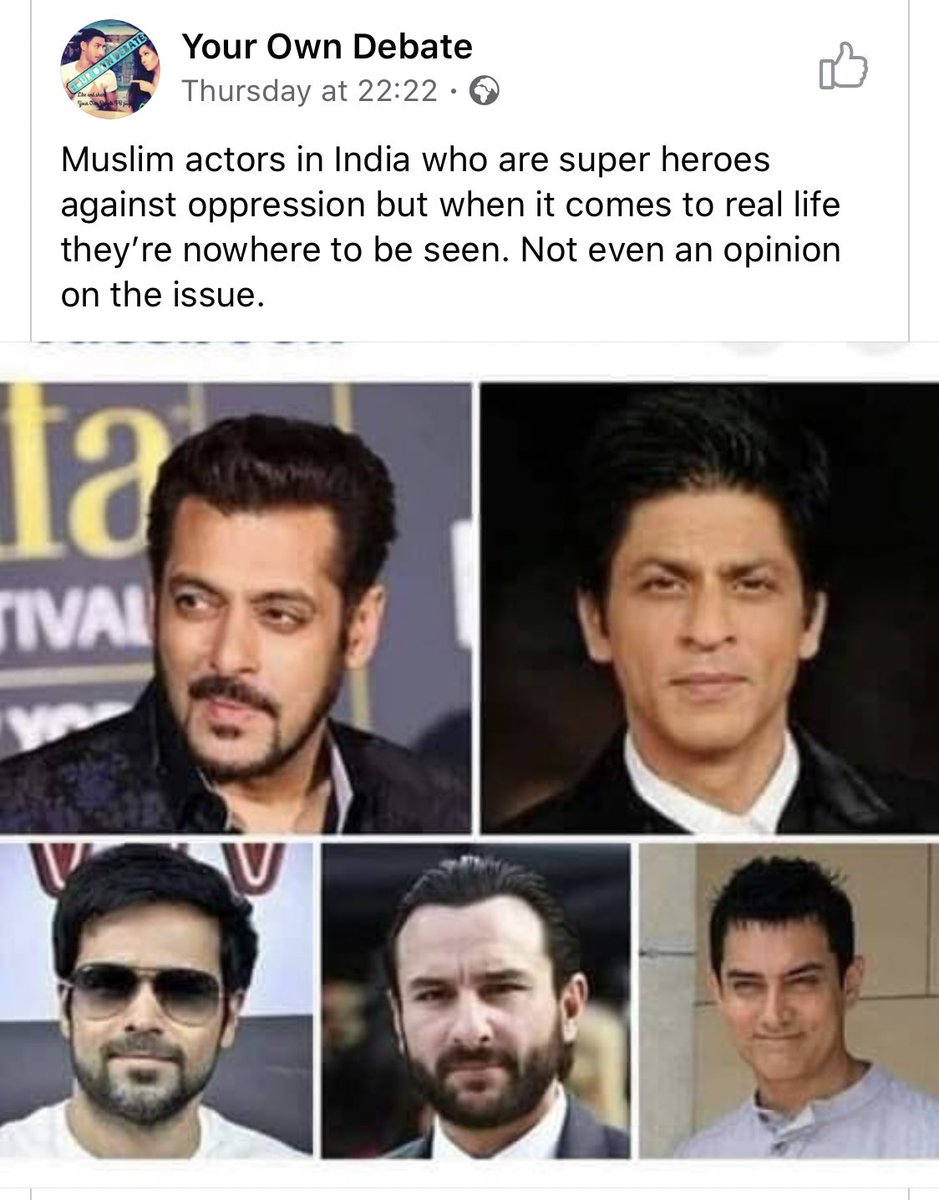 Your Own Debate
Thursday at 22:22 ·
Muslim actors in India who are super heroes
against oppression but when it comes to real life
they’re nowhere to be seen. Not even an opinion
on the issue.
fa
TIVAL